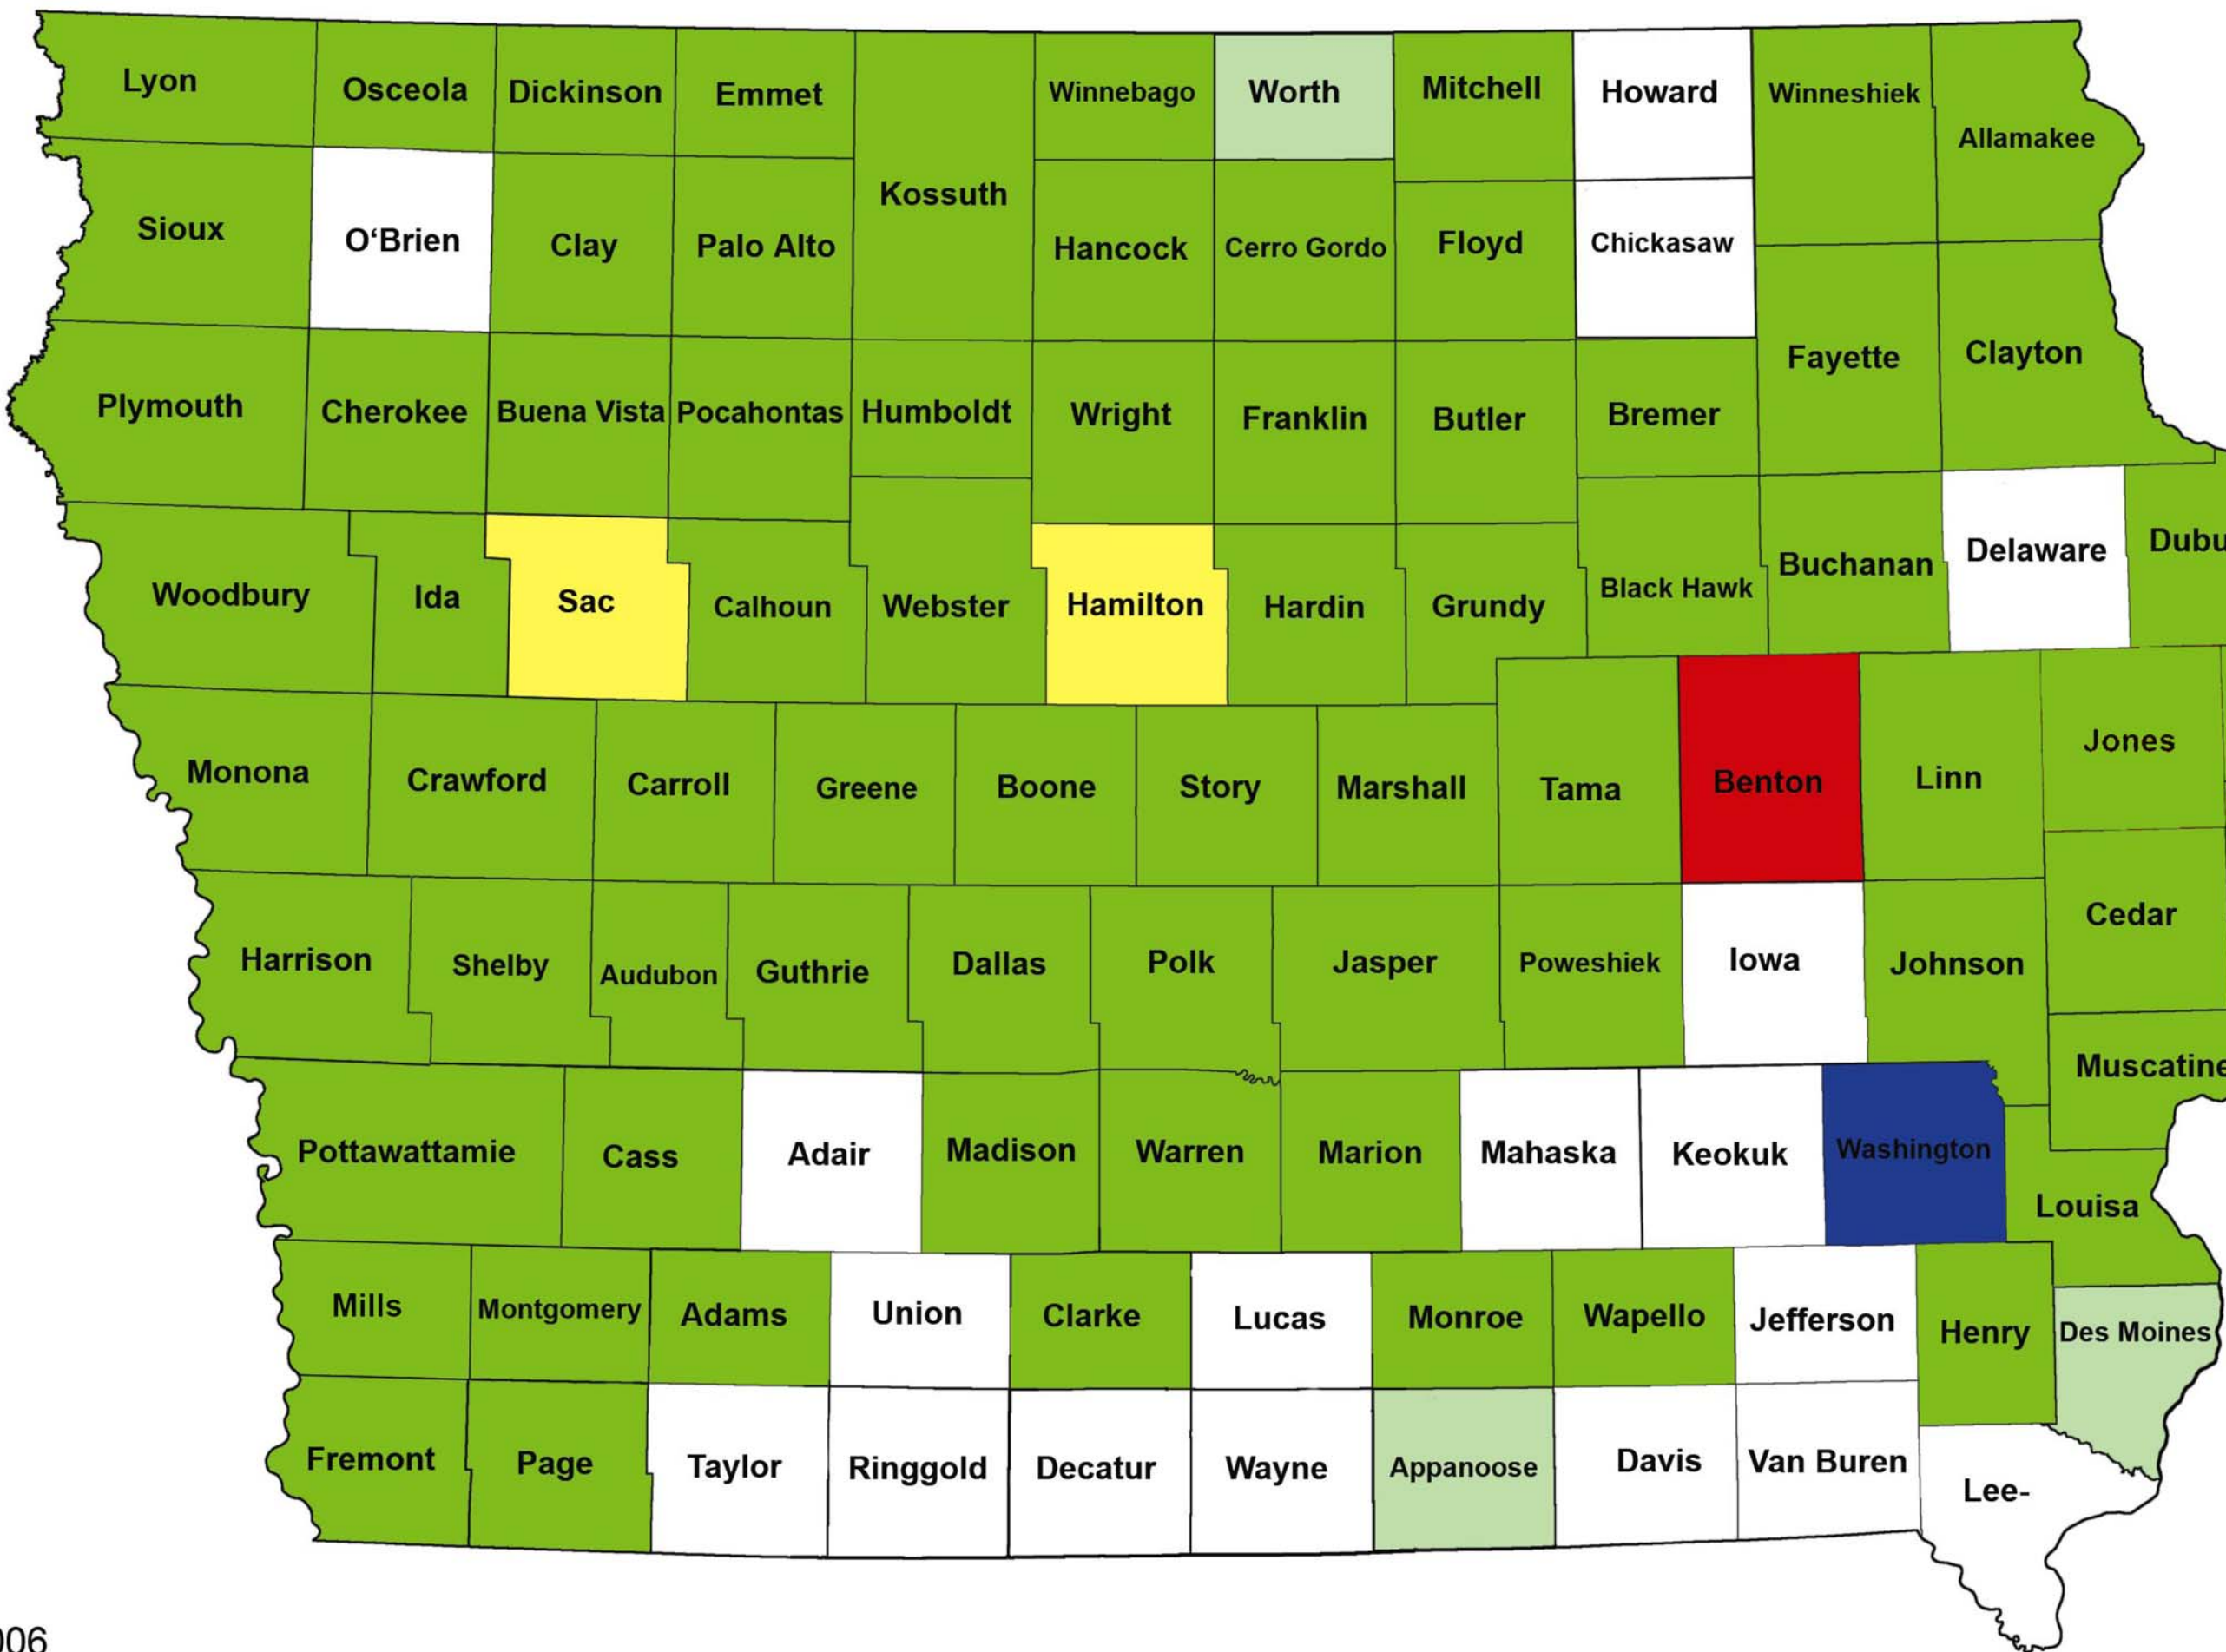 Lyon
Osceola
Dickinson
Emmet
Kossuth
Winnebago
Worth
Mitchell
Howard
Winneshiek
Allamakee
Sioux
O‘Brien
Clay
Palo Alto
Hancock
Cerro Gordo
Floyd
Chickasaw
Fayette
Clayton
Plymouth
Cherokee
Buena Vista
Pocahontas
Humboldt
Wright
Franklin
Butler
Bremer
Woodbury
Ida
Sac
Calhoun
Webster
Hamilton
Hardin
Grundy
Black Hawk
Buchanan
Delaware
Dubu
Monona
Crawford
Carroll
Greene
Boone
Story
Marshall
Tama
Benton
Linn
Jones
Harrison
Shelby
Audubon
Guthrie
Dallas
Polk
Jasper
Poweshiek
Iowa
Johnson
Cedar
Muscatine
Pottawattamie
Cass
Adair
Madison
Warren
Marion
Mahaska
Keokuk
Washington
Louisa
Mills
Montgomery
Adams
Union
Clarke
Lucas
Monroe
Wapello
Jefferson
Henry
Des Moines
Fremont
Page
Taylor
Ringgold
Decatur
Wayne
Appanoose
Davis
Van Buren
Lee-
006